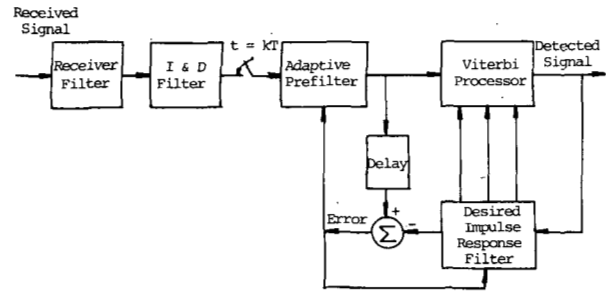 Received
Signal
Receiver
Filter
I & D
Filter
t = kT
Adaptive
Prefilter
Viterbi
Processor
Detected
Signal
Delay
+
Error
Σ
-
Desired
Impulse
Response
Filter